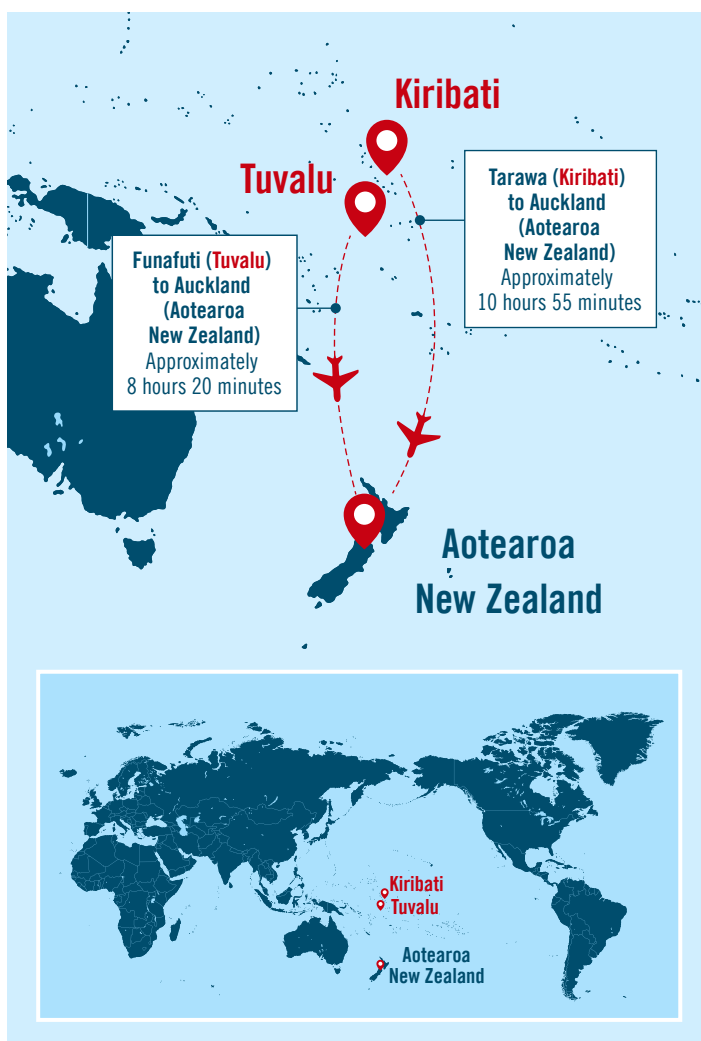 Kiribati
Tuvalu
Tarawa (Kiribati)
to Auckland
(Aotearoa
New Zealand)
Approximately
10 hours 55 minutes
Funafuti (Tuvalu)
to Auckland
(Aotearoa
New Zealand)
Approximately
8 hours 20 minutes
Aotearoa
New Zealand
Kiribati
Tuvalu
Aotearoa
New Zealand